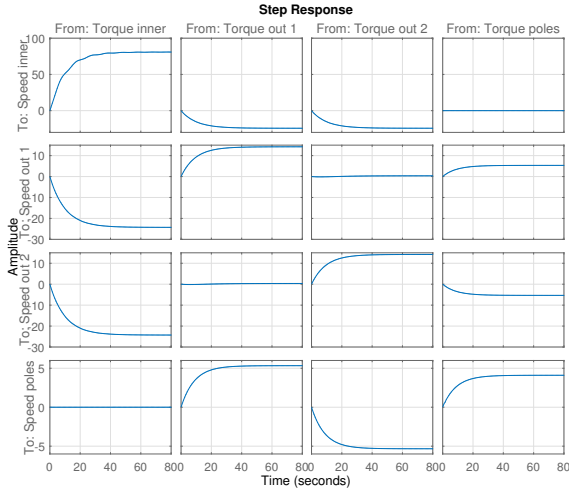 Step Response
From: Torque inner
From: Torque out 1
From: Torque out 2
From: Torque poles
To: Speed inner
100
50
0
To: Speed out 1
10
0
-10
-20
-30
To: Speed out 2
10
0
-10
-20
-30
To: Speed poles
5
0
-5
Amplitude
0 20 40 60 80
0 20 40 60 80
0 20 40 60 80
0 20 40 60 80
Time (seconds)